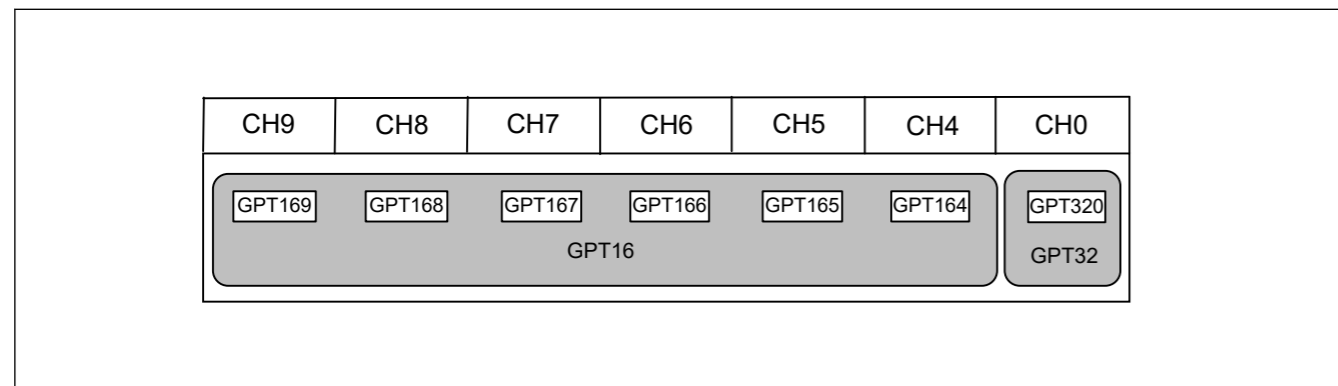 CH9 CH8 CH7 CH6 CH5 CH4 CH0
GPT169 GPT168 GPT167 GPT166 GPT165 GPT164 GPT320
GPT16 GPT32